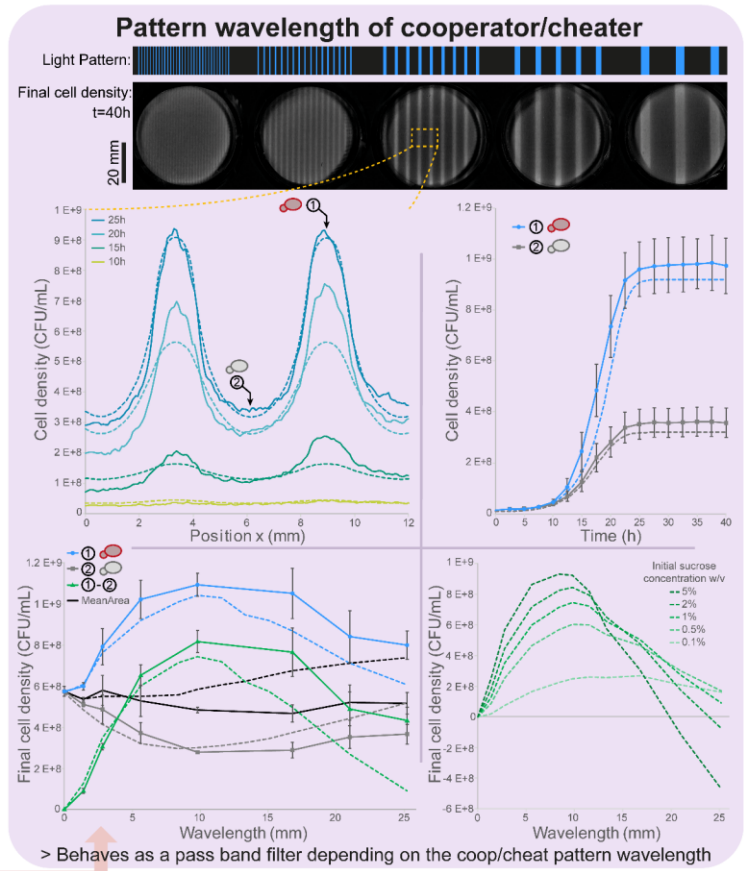 Pattern wavelength of cooperator/cheater
Light Pattern:
Final cell density:
t=40h
20 mm
1 E+9
9 E+8
8 E+8
7 E+8
6 E+8
5 E+8
4 E+8
3 E+8
2 E+8
1 E+8
0
Cell density (CFU/mL)
25h
20h
15h
10h
1
2
0 2 4 6 8 10 12
Position x (mm)
1.2 E+9
1 E+9
8 E+8
6 E+8
4 E+8
2 E+8
0
Cell density (CFU/mL)
1
2
0 5 10 15 20 25 30 35 40
Time (h)
1.2 E+9
1 E+9
8 E+8
6 E+8
4 E+8
2 E+8
0
Final cell density (CFU/mL)
1
2
1-2
MeanArea
0 5 10 15 20 25
Wavelength (mm)
1 E+9
8 E+8
6 E+8
4 E+8
2 E+8
0
-2 E+8
-4 E+8
-6 E+8
Final cell density (CFU/mL)
Initial sucrose
concentration w/v
5%
2%
1%
0.5%
0.1%
0 5 10 15 20 25
Wavelength (mm)
> Behaves as a pass band filter depending on the coop/cheat pattern wavelength